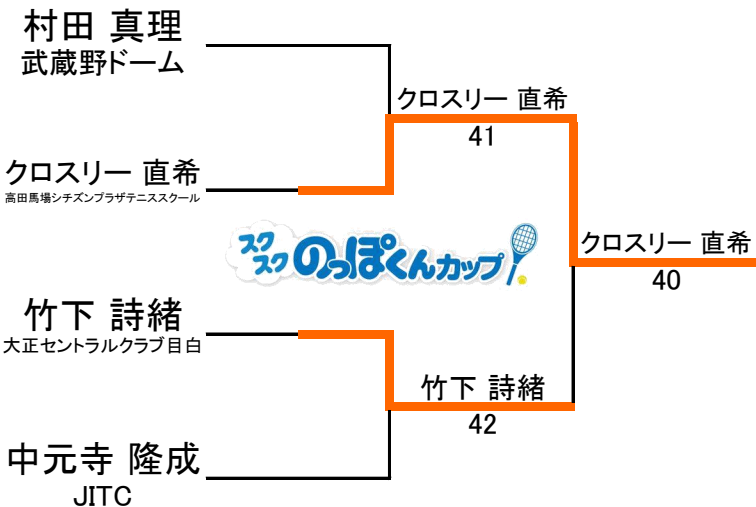 村田 真理
武蔵野ドーム
クロスリー 直希
41
クロスリー 直希
高田馬場シチズンプラザテニススクール
スクスクのっぽくんカップ
クロスリー 直希
40
竹下 詩緒
大正セントラルクラブ目白
竹下 詩緒
42
中元寺 隆成
JITC